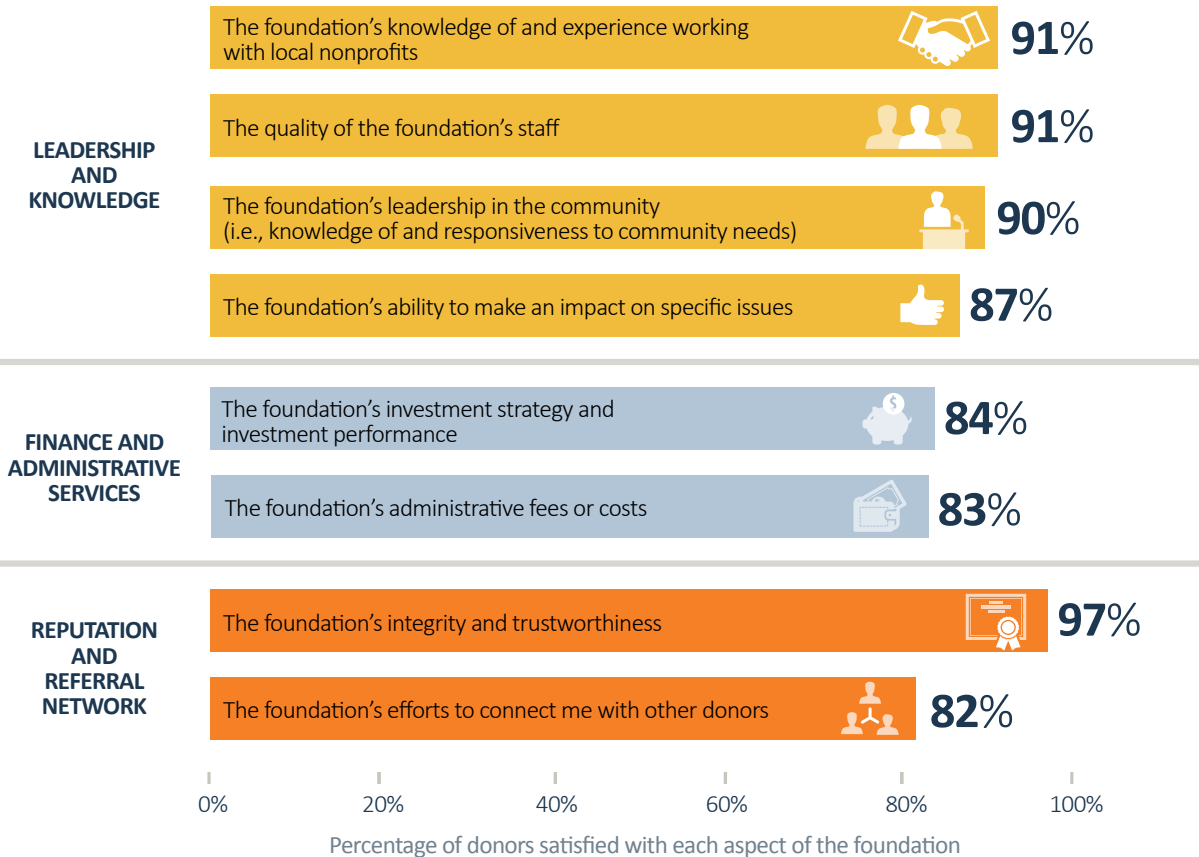 The foundation's knowledge of and experience working
with local nonprofits
91%
The quality of the foundation's staff
91%
LEADERSHIP
AND
KNOWLEDGE
The foundation's leadership in the community
(i.e., knowledge of and responsiveness to community needs)
90%
The foundation's ability to make an impact on specific issues
87%
FINANCE AND
ADMINISTRATIVE
SERVICES
The foundation's investment strategy and
investment performance
$
84%
The foundation's administrative fees or costs
83%
REPUTATION
AND
REFERRAL
NETWORK
The foundation's integrity and trustworthiness
97%
The foundation's efforts to connect me with other donors
82%
0%
20%
40%
60%
80%
100%
Percentage of donors satisfied with each aspect of the foundation